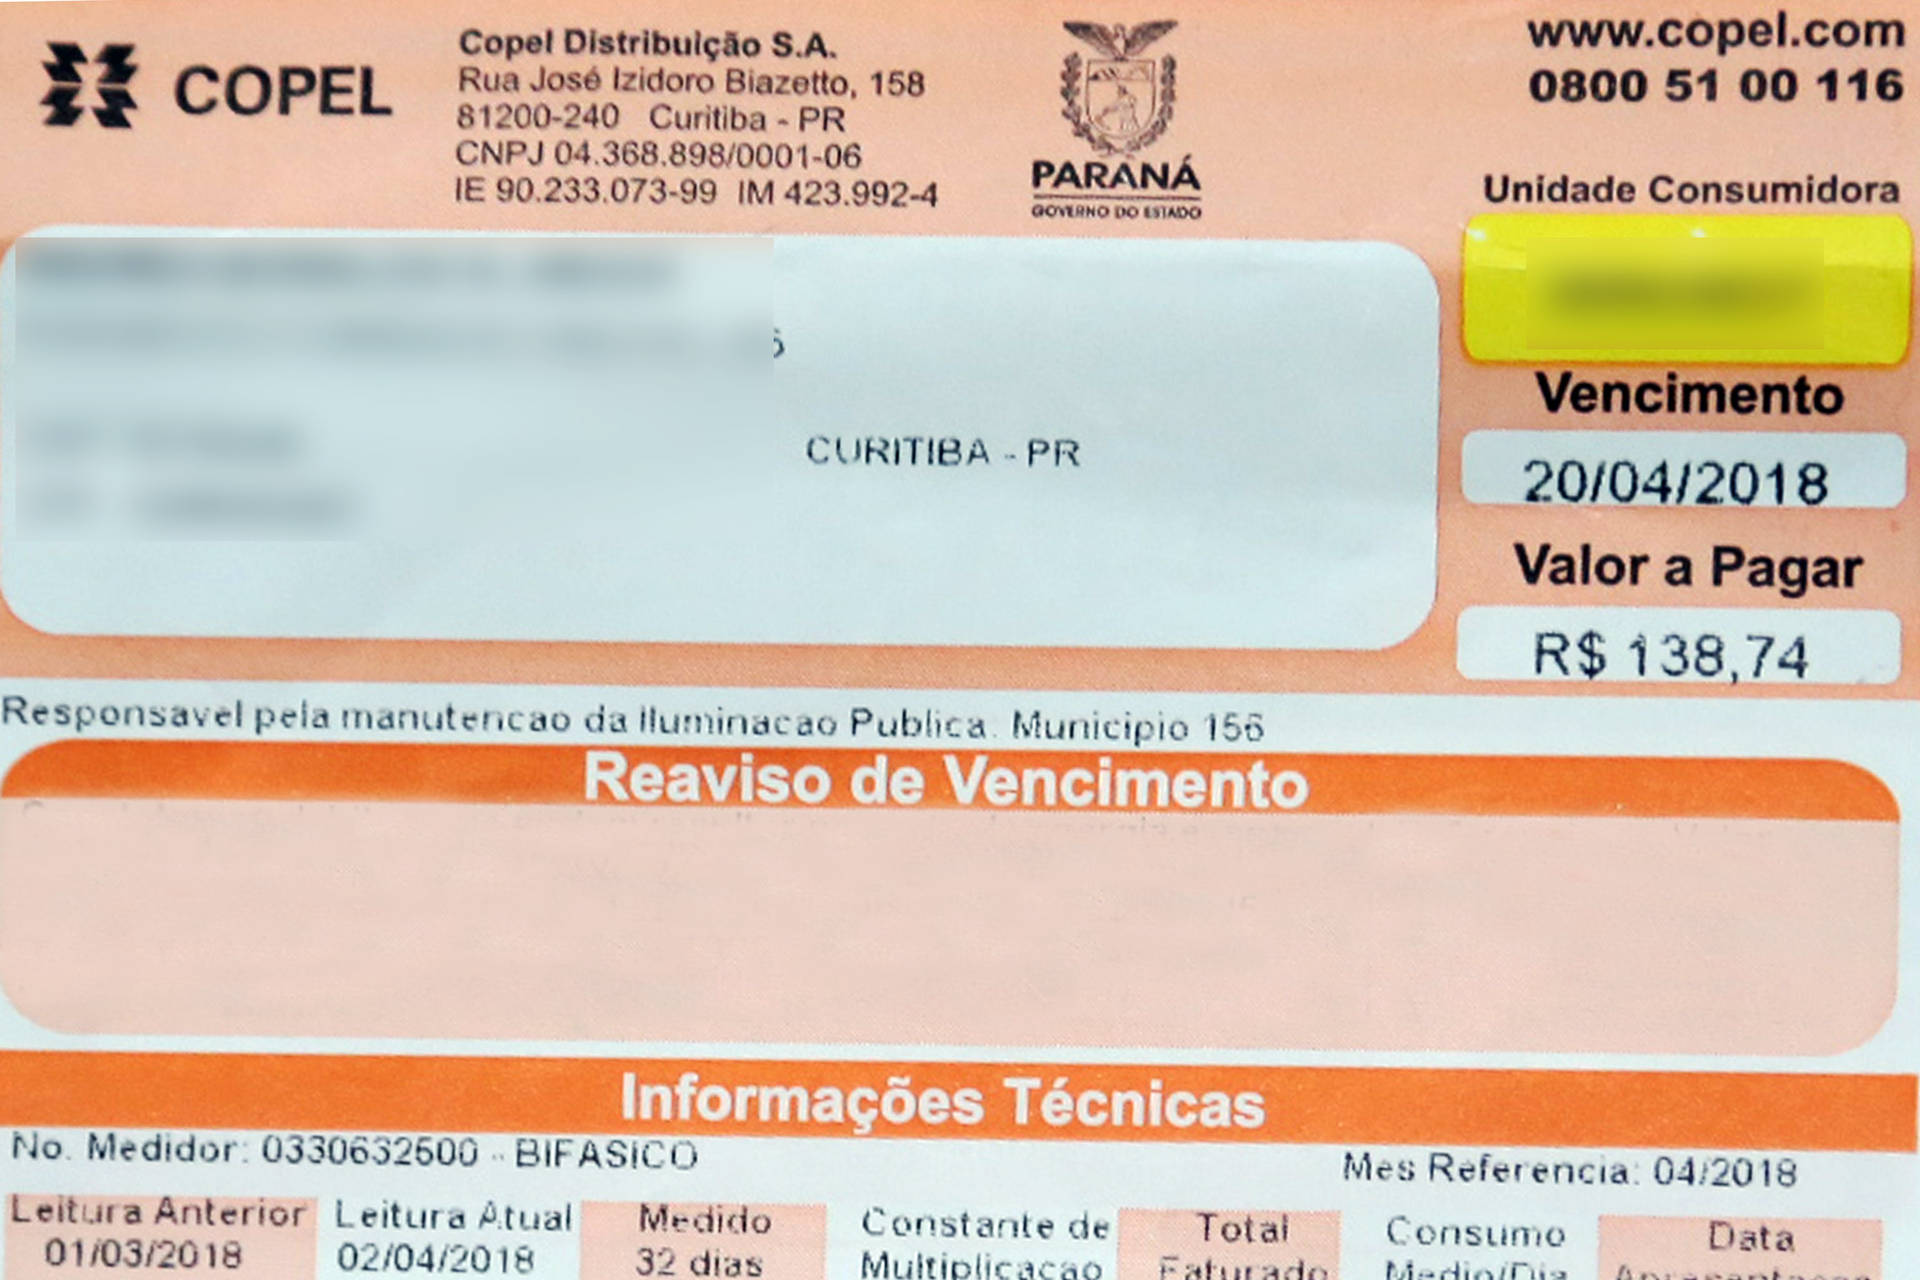 COPEL
Copel Distribuição S.A.
Rua José Izidoro Biazetto, 158
81200-240 Curitiba - PR
CNPJ 04.368.898/0001-06
IE 90.233.073-99 IM 423.992-4
PARANÁ
GOVERNO DO ESTADO
www.copel.com
0800 51 00 116
Unidade Consumidora
CURITIBA - PR
Vencimento
20/04/2018
Valor a Pagar
R$ 138,74
Responsavel pela manutencao da Iluminacao Publica: Municipio 156
Reaviso de Vencimento
Informações Técnicas
No. Medidor: 0330632500 - BIFASICO
Mes Referencia: 04/2018
Leitura Anterior Leitura Atual Medido Constante de Total Consumo Data
01/03/2018 02/04/2018 32 dias Multiplicacao Faturado Medio/Dia